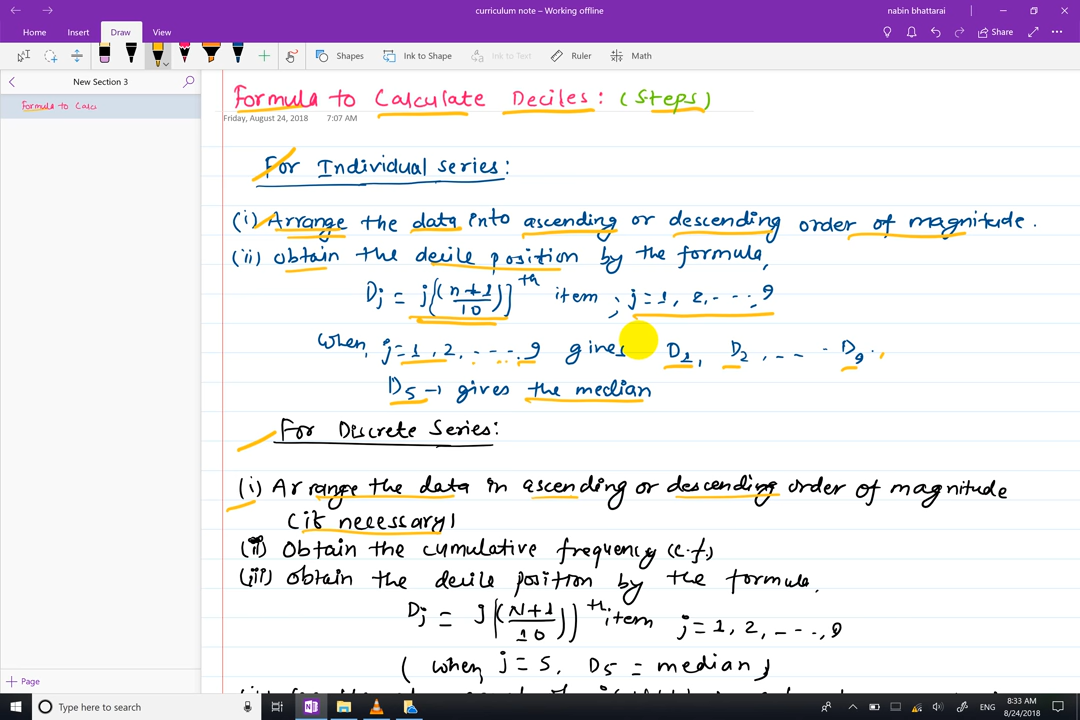 curriculum note – Working offline
nabin bhattarai
Home
Insert
Draw
View
Share
Shapes
Ink to Shape
Ink to Text
Ruler
Math
New Section 3
Formula to Calcu
Formula to Calculate Deciles: (Steps)
Friday, August 24, 2018
7:07 AM
For Individual series:
(i) Arrange the data into ascending or descending order of magnitude.
(ii) obtain the decile position by the formula,
Dj = j((n+1)/10)th item ; j=1, 2, ...., 9
When, j=1, 2, ..... 9 gives D1, D2, .... D9.,
D5 → gives the median
For Discrete Series:
(i) Arrange the data in ascending or descending order of magnitude
(if necessary)
(ii) Obtain the cumulative frequency (c.f.)
(iii) obtain the decile position by the formula,
Dj = j((N+1)/10)th item j=1, 2, ...., 9
( when j=5, D5 = median )
Page
Type here to search
ENG
8:33 AM
8/24/2018